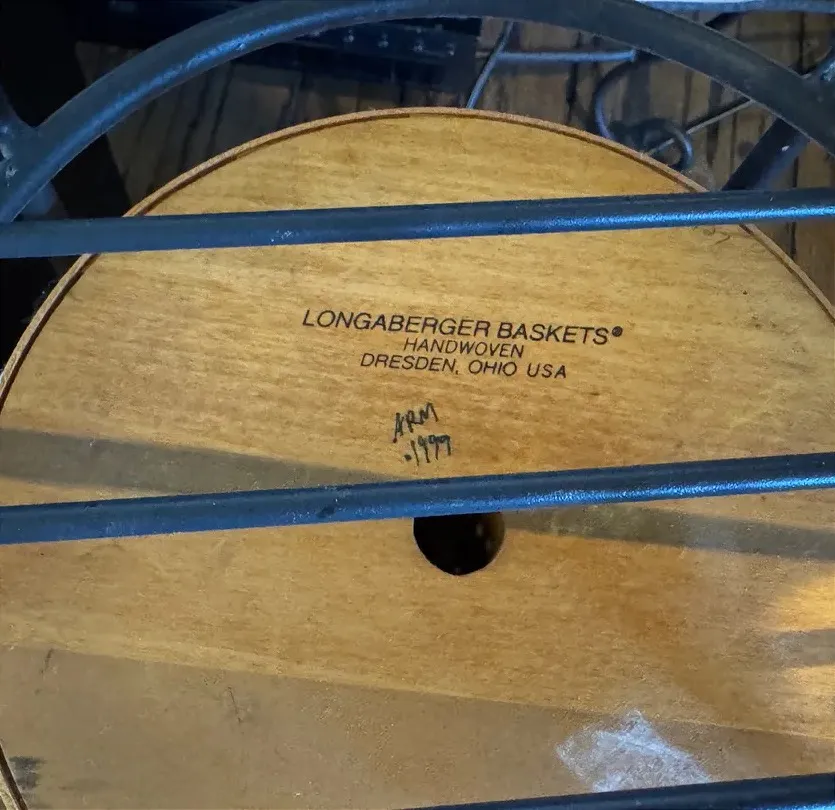 LONGABERGER BASKETS®
HANDWOVEN
DRESDEN, OHIO USA
ARM
.1999